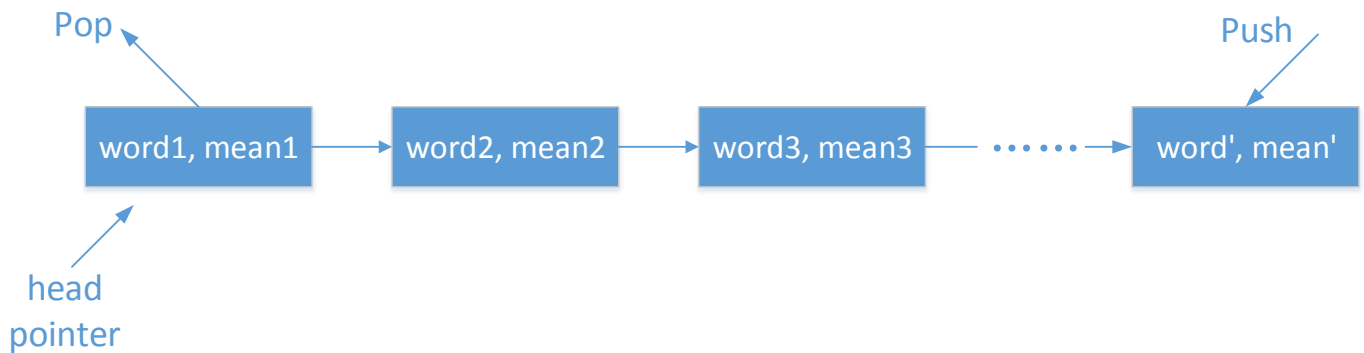 Pop
Push
word1, mean1
word2, mean2
word3, mean3
......
word', mean'
head
pointer